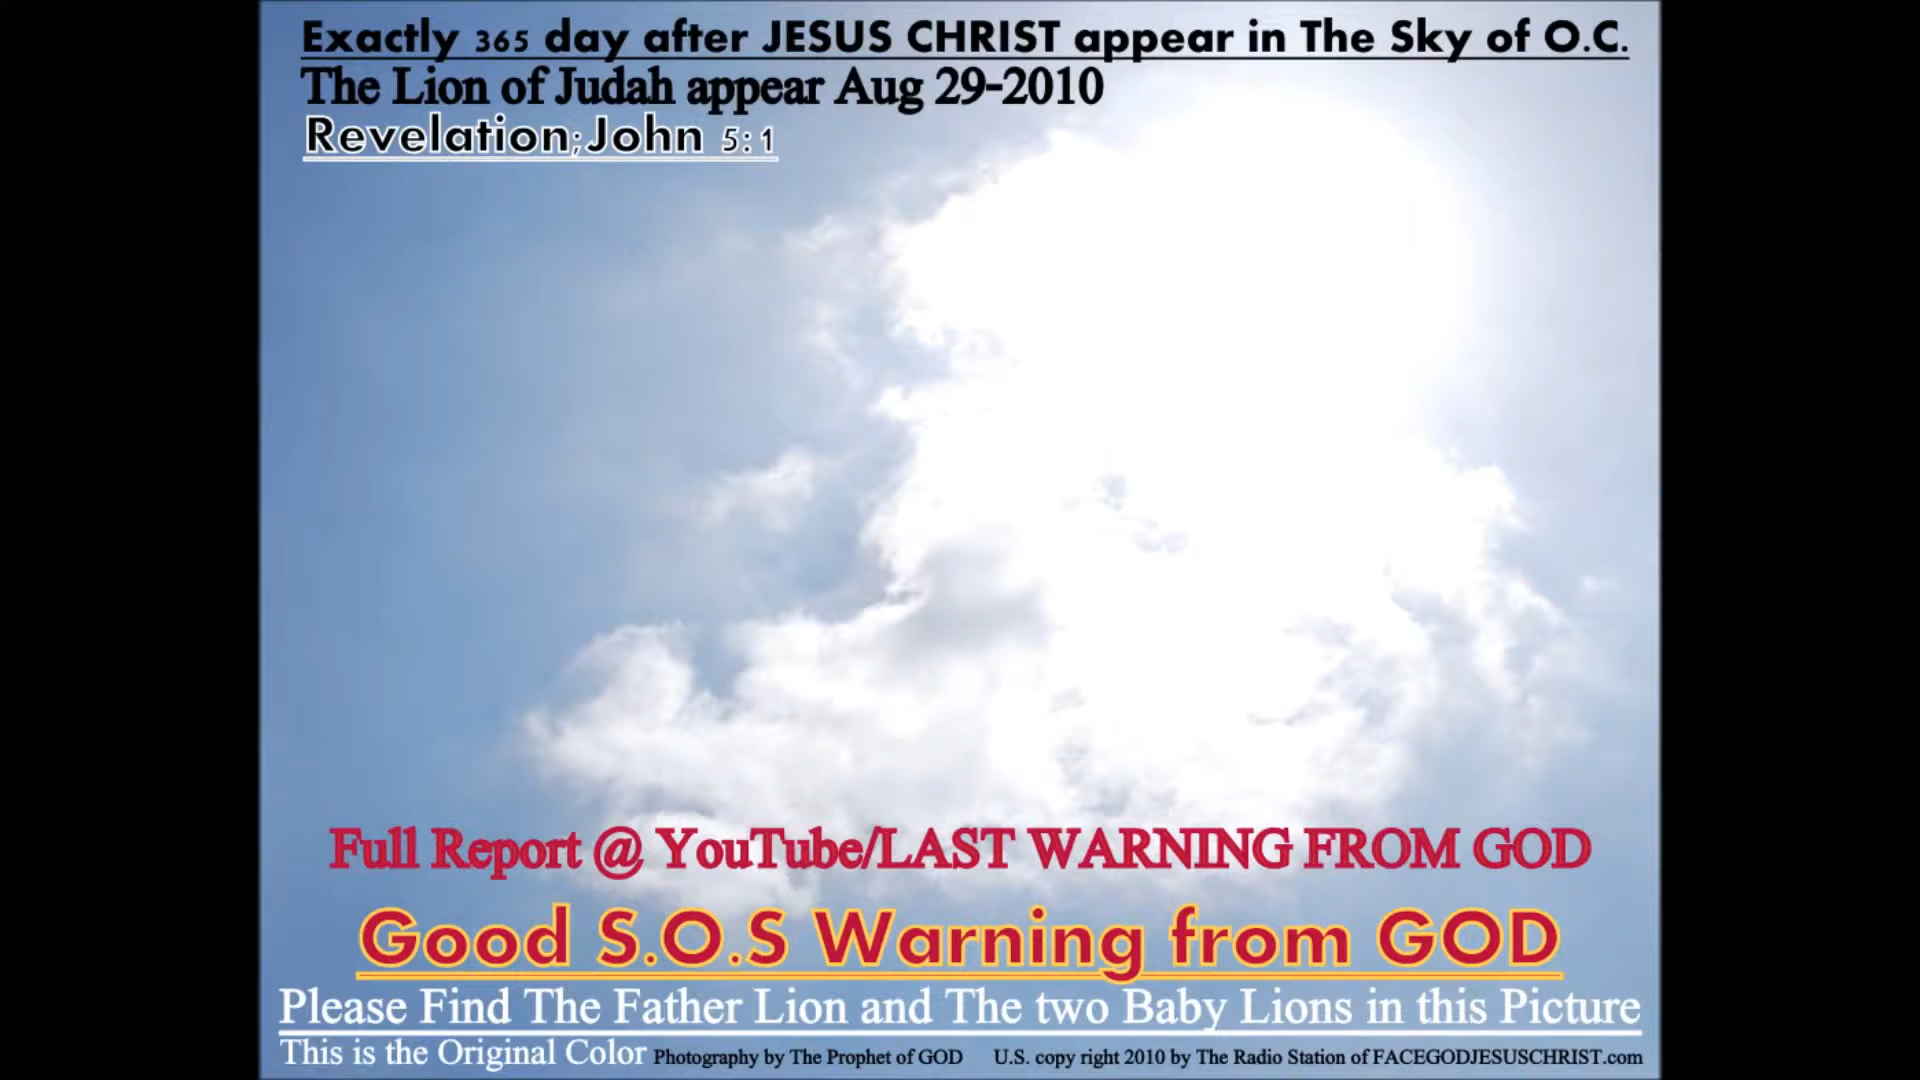 Exactly 365 day after JESUS CHRIST appear in The Sky of O.C.
The Lion of Judah appear Aug 29-2010
Revelation;John 5:1
Full Report @ YouTube/LAST WARNING FROM GOD
Good S.O.S Warning from GOD
Please Find The Father Lion and The two Baby Lions in this Picture
This is the Original Color Photography by The Prophet of GOD U.S. copy right 2010 by The Radio Station of FACEGODJESUSCHRIST.com